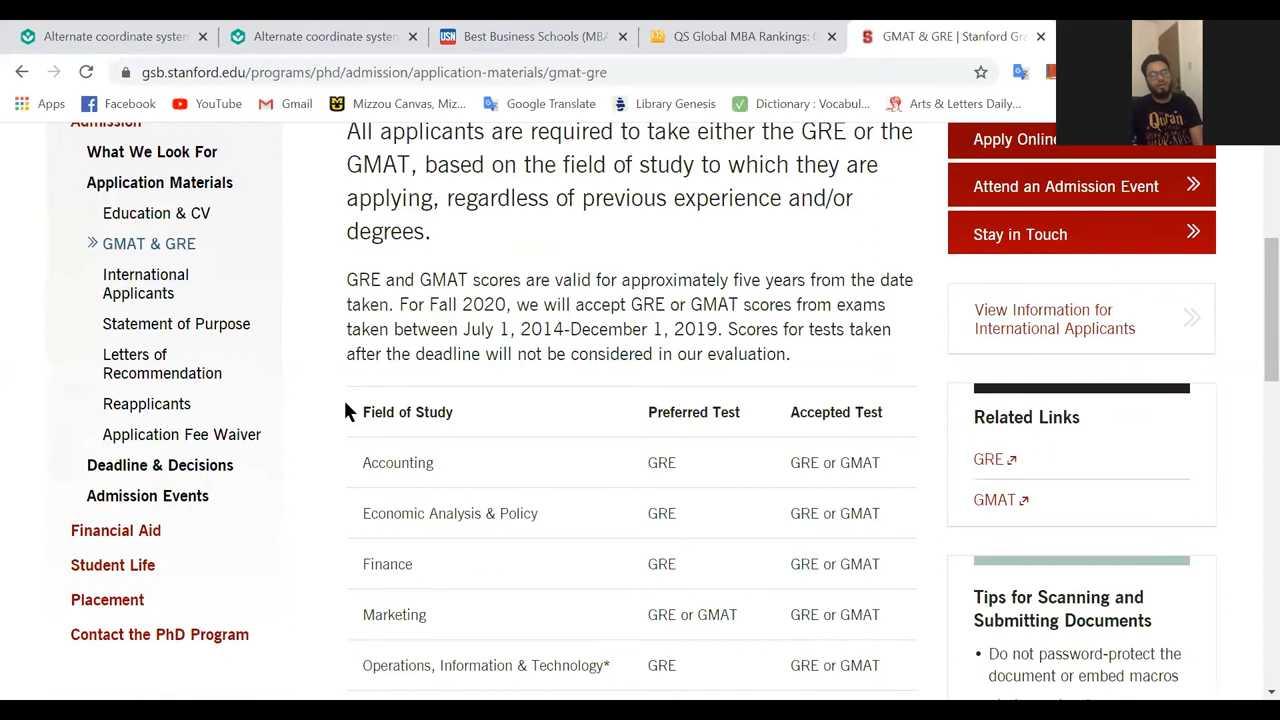 Alternate coordinate system
Alternate coordinate system
USN Best Business Schools (MBA
QS Global MBA Rankings:
GMAT & GRE | Stanford Gra
gsb.stanford.edu/programs/phd/admission/application-materials/gmat-gre
Apps Facebook YouTube Gmail Mizzou Canvas, Miz... Google Translate Library Genesis Dictionary : Vocabul... Arts & Letters Daily...
Quran
Admission
What We Look For
Application Materials
Education & CV
GMAT & GRE
International
Applicants
Statement of Purpose
Letters of
Recommendation
Reapplicants
Application Fee Waiver
Deadline & Decisions
Admission Events
Financial Aid
Student Life
Placement
Contact the PhD Program
All applicants are required to take either the GRE or the
GMAT, based on the field of study to which they are
applying, regardless of previous experience and/or
degrees.
GRE and GMAT scores are valid for approximately five years from the date
taken. For Fall 2020, we will accept GRE or GMAT scores from exams
taken between July 1, 2014-December 1, 2019. Scores for tests taken
after the deadline will not be considered in our evaluation.
Field of Study Preferred Test Accepted Test
Accounting GRE GRE or GMAT
Economic Analysis & Policy GRE GRE or GMAT
Finance GRE GRE or GMAT
Marketing GRE or GMAT GRE or GMAT
Operations, Information & Technology* GRE GRE or GMAT
Apply Online
Attend an Admission Event
Stay in Touch
View Information for
International Applicants
Related Links
GRE
GMAT
Tips for Scanning and
Submitting Documents
• Do not password-protect the
document or embed macros